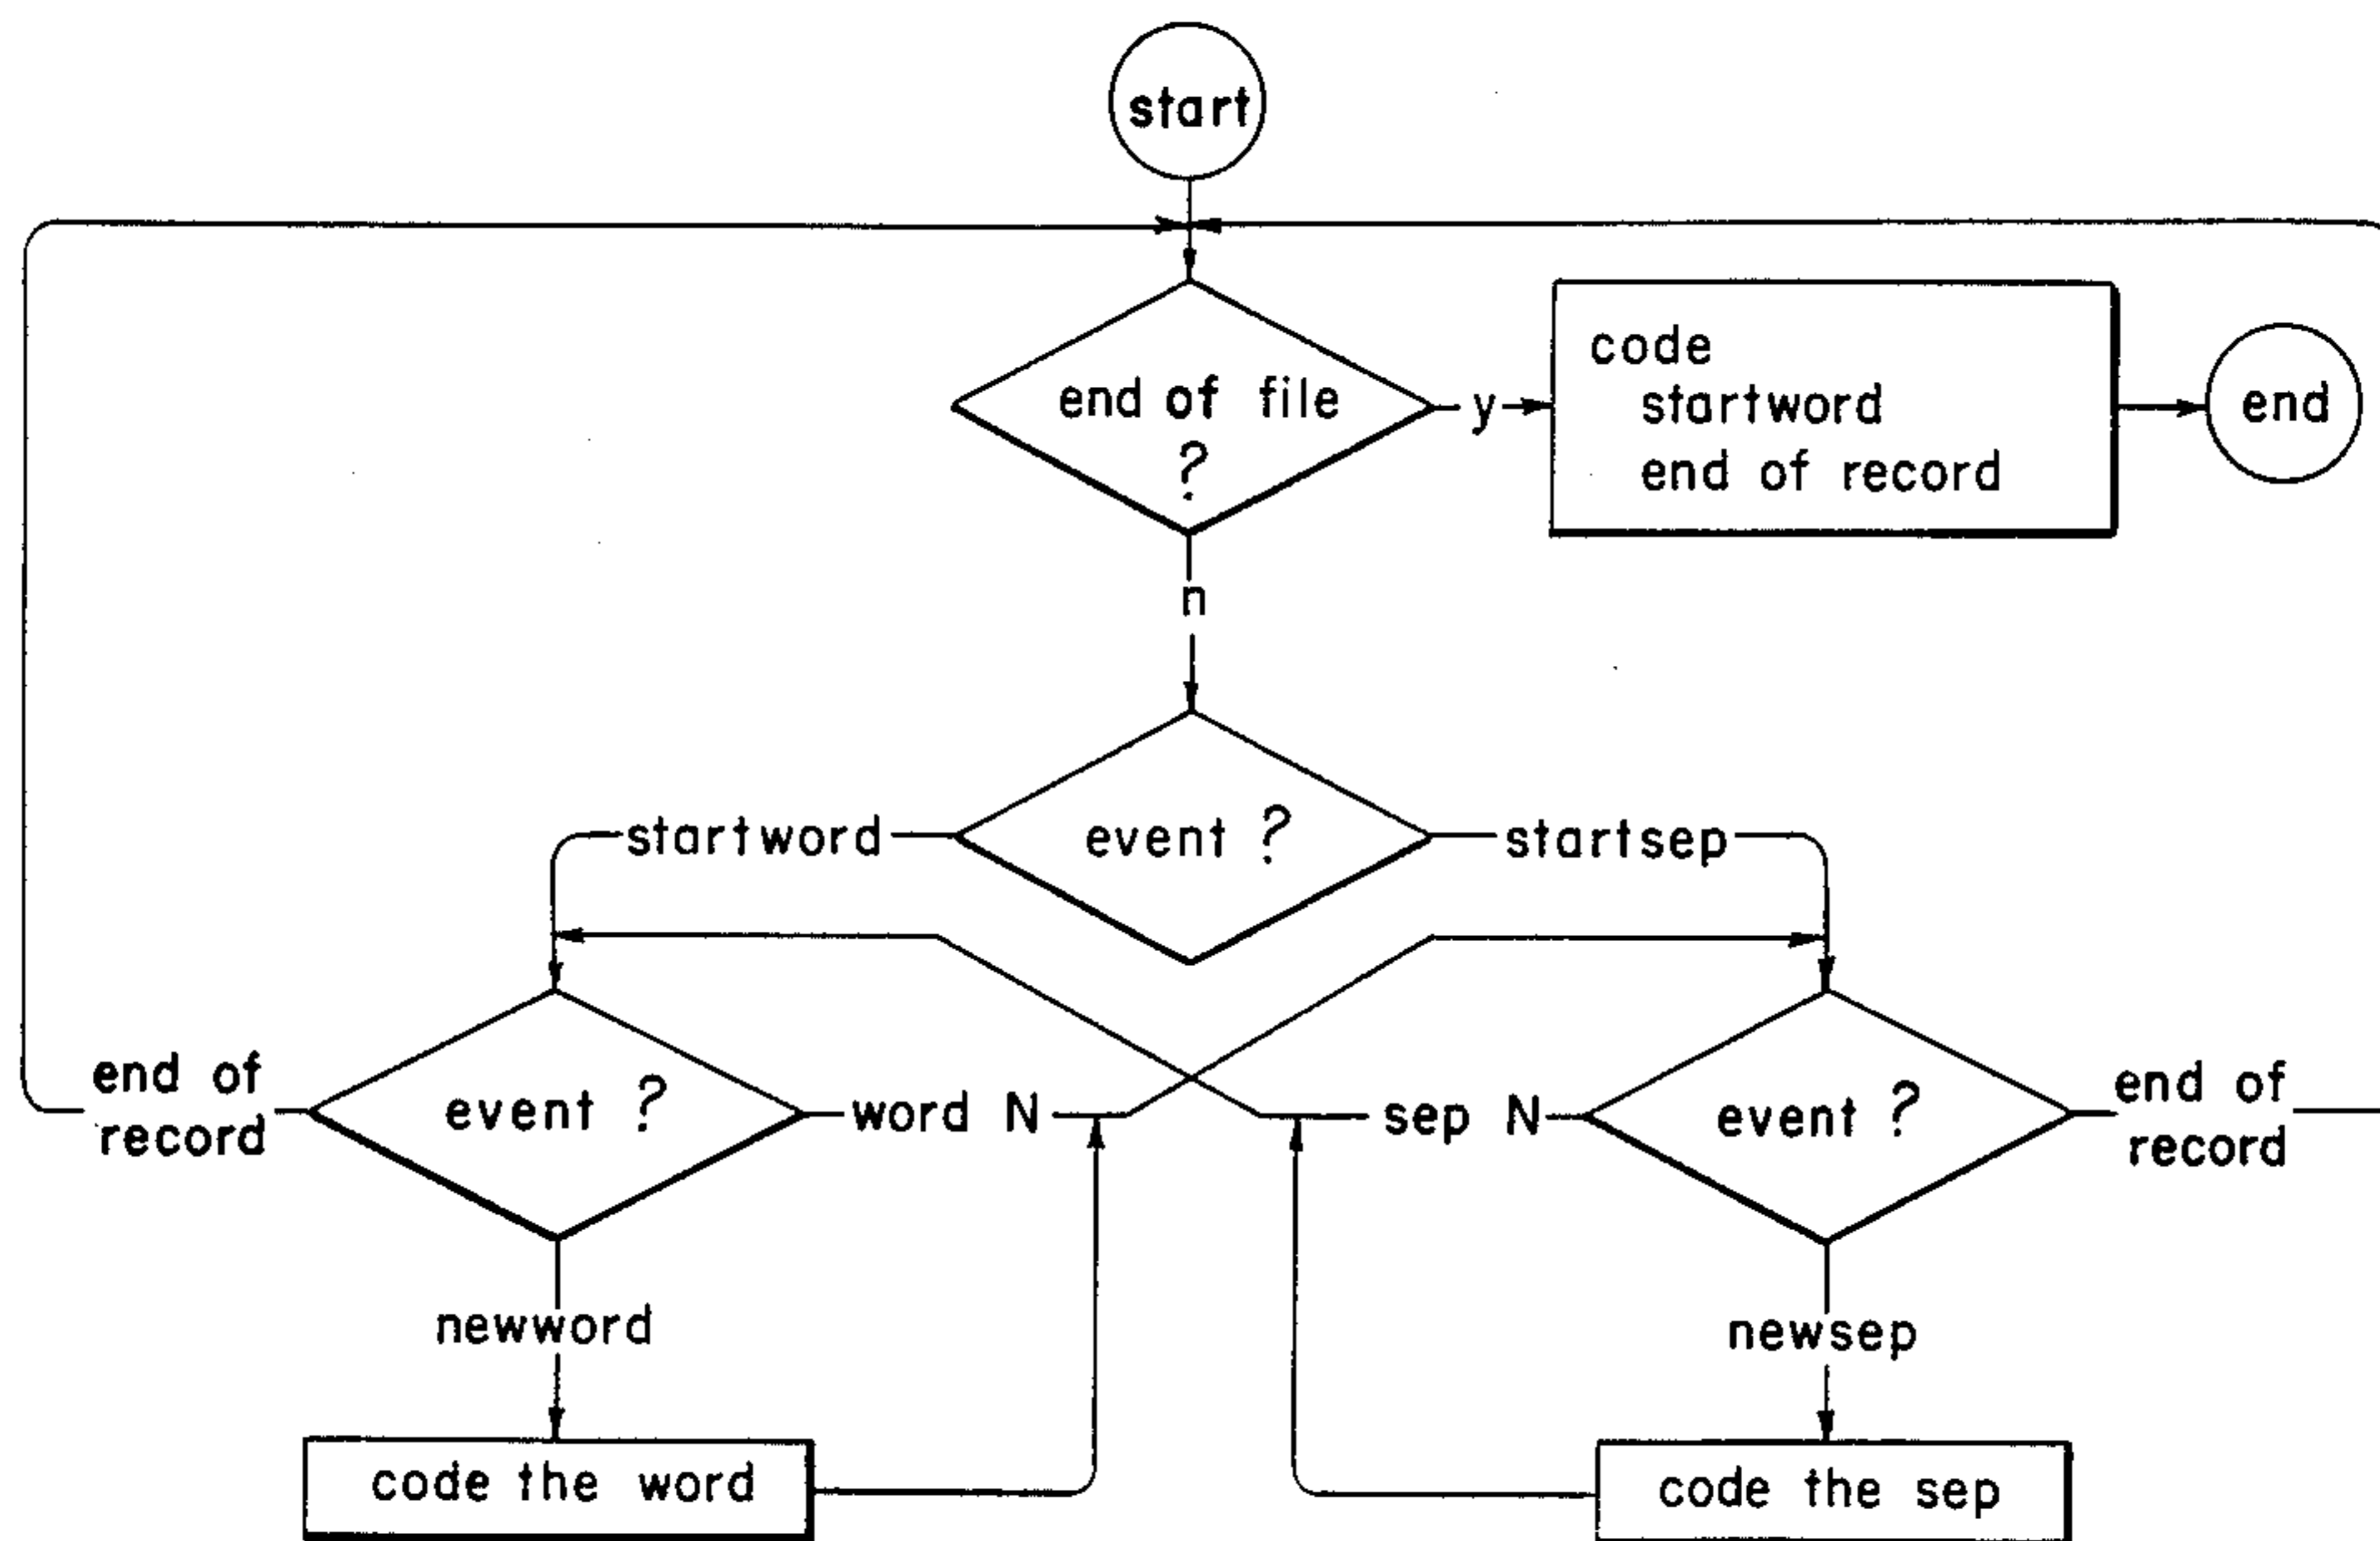 start
end of file
?
y
code
startword
end of record
end
n
startword
event ?
startsep
end of
record
event ?
word N
sep N
event ?
end of
record
newword
newsep
code the word
code the sep